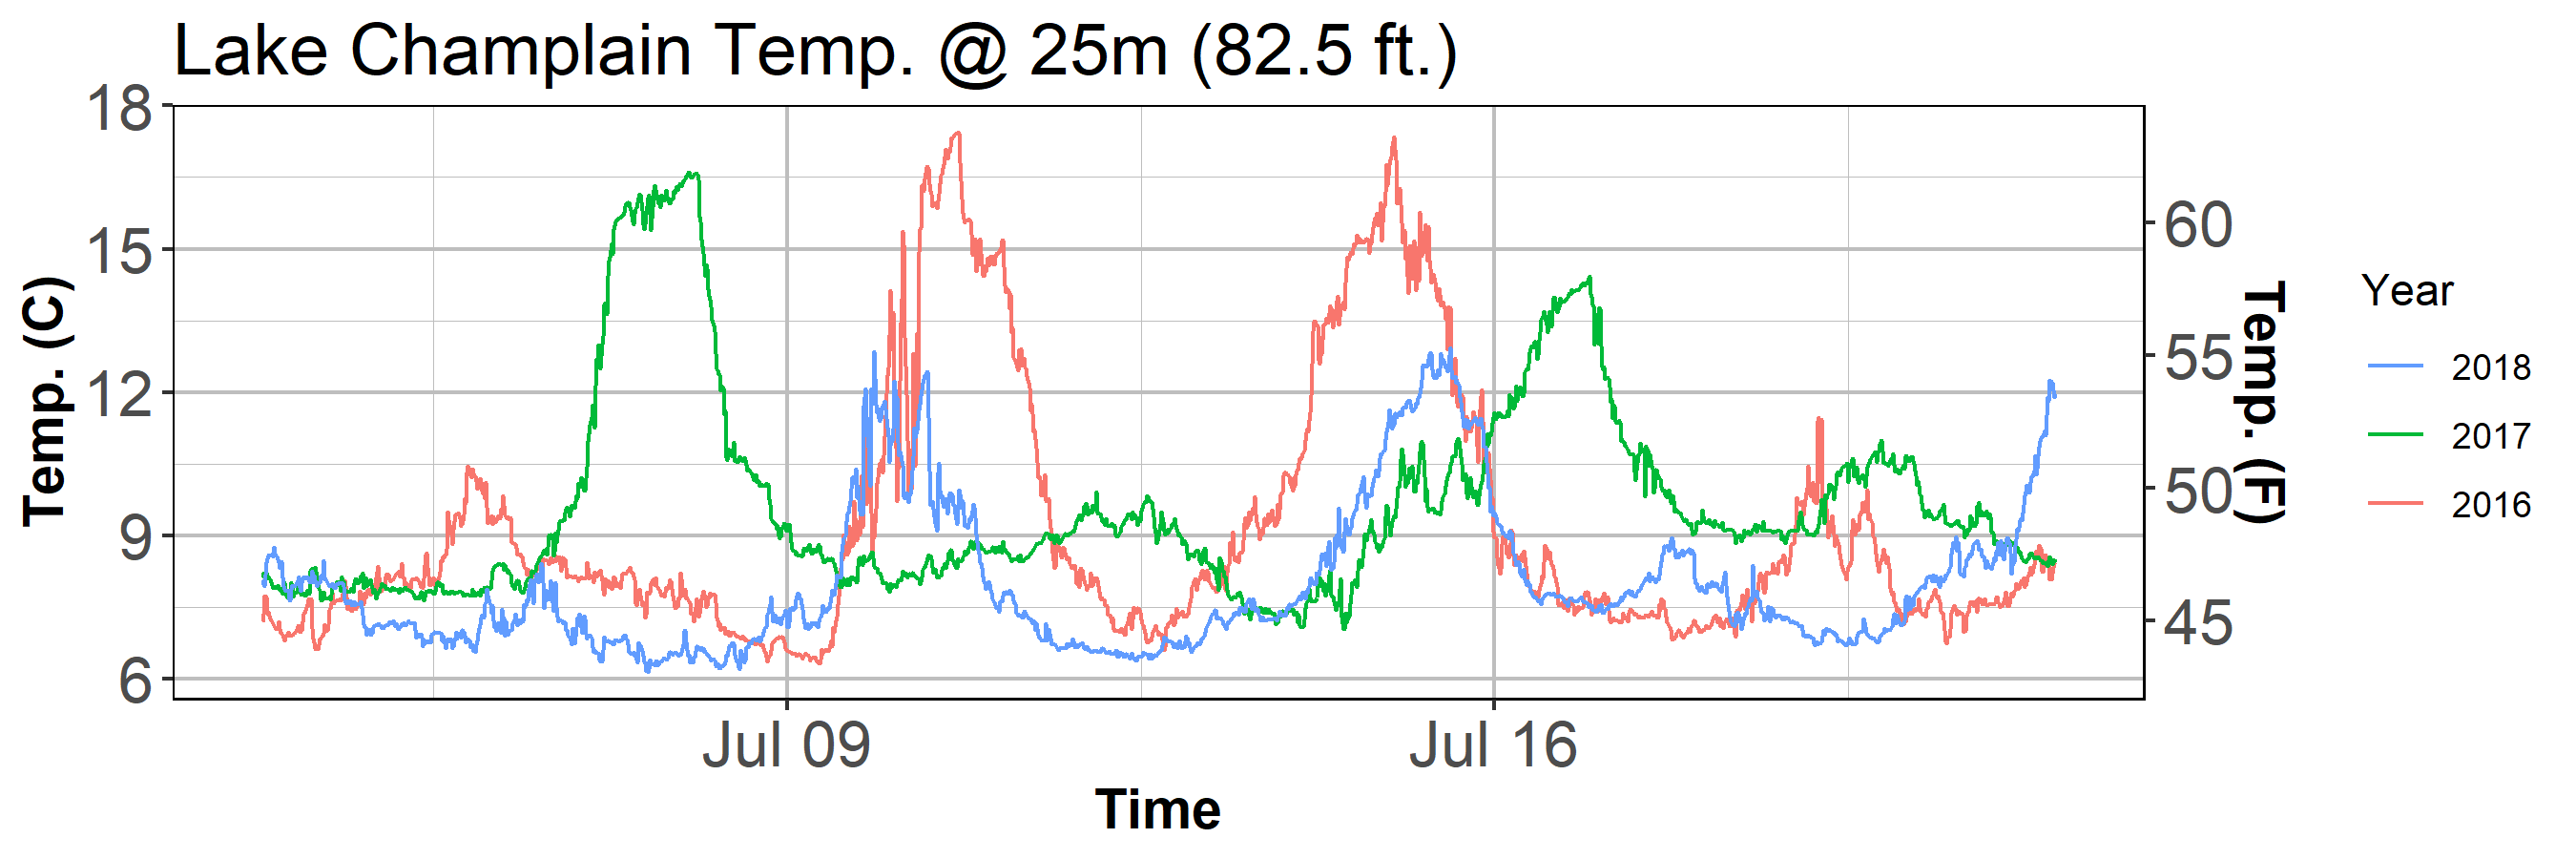 Lake Champlain Temp. @ 25m (82.5 ft.)
18
15
12
9
6
Temp. (C)
60
55
50
45
Temp. (F)
Jul 09
Jul 16
Time
Year
2018
2017
2016